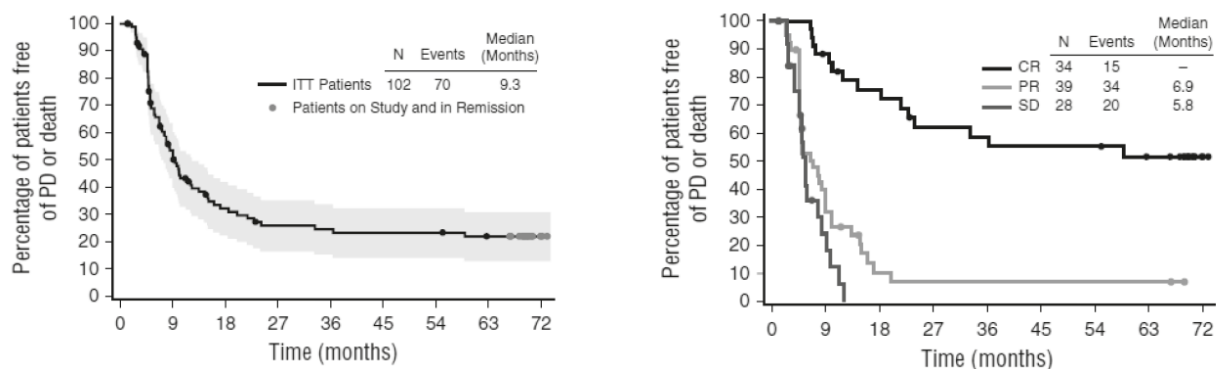 Percentage of patients free
of PD or death
100
90
80
70
60
50
40
30
20
10
0
N Events Median
(Months)
ITT Patients 102 70 9.3
Patients on Study and in Remission
0 9 18 27 36 45 54 63 72
Time (months)
Percentage of patients free
of PD or death
100
90
80
70
60
50
40
30
20
10
0
N Events Median
(Months)
CR 34 15 –
PR 39 34 6.9
SD 28 20 5.8
0 9 18 27 36 45 54 63 72
Time (months)